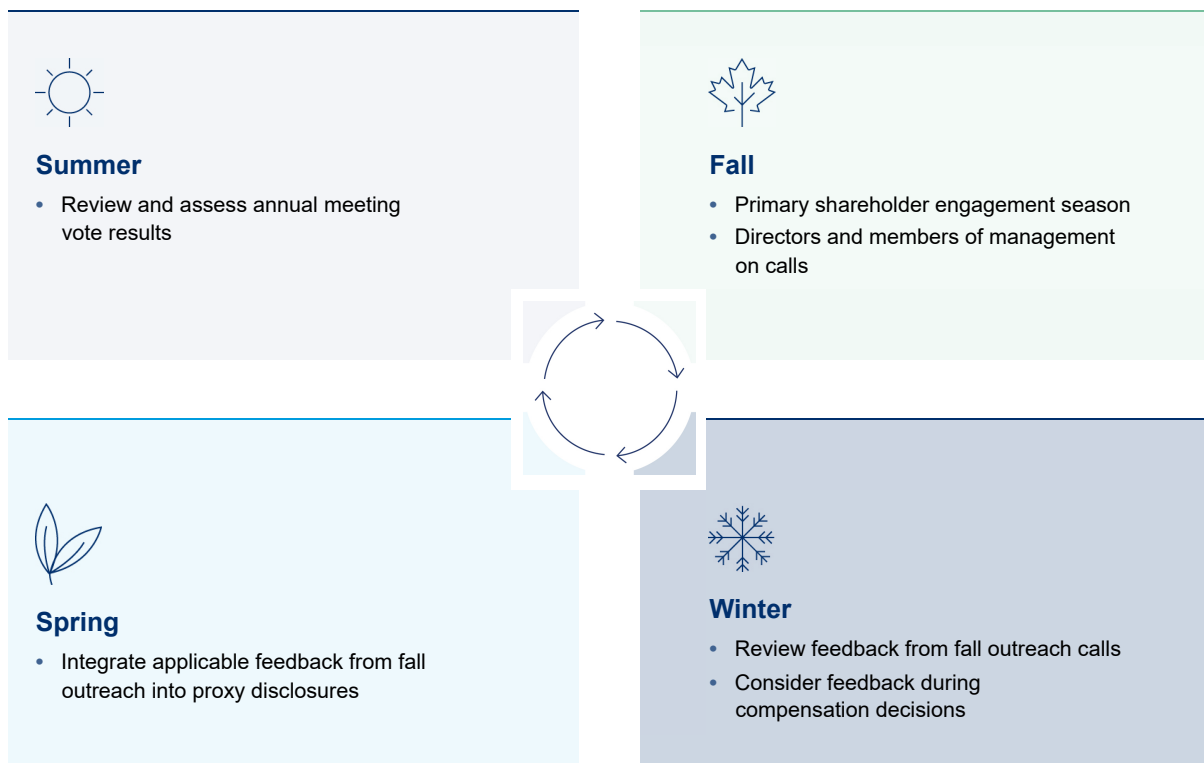 Summer
• Review and assess annual meeting
vote results
Fall
• Primary shareholder engagement season
• Directors and members of management
on calls
Spring
• Integrate applicable feedback from fall
outreach into proxy disclosures
Winter
• Review feedback from fall outreach calls
• Consider feedback during
compensation decisions